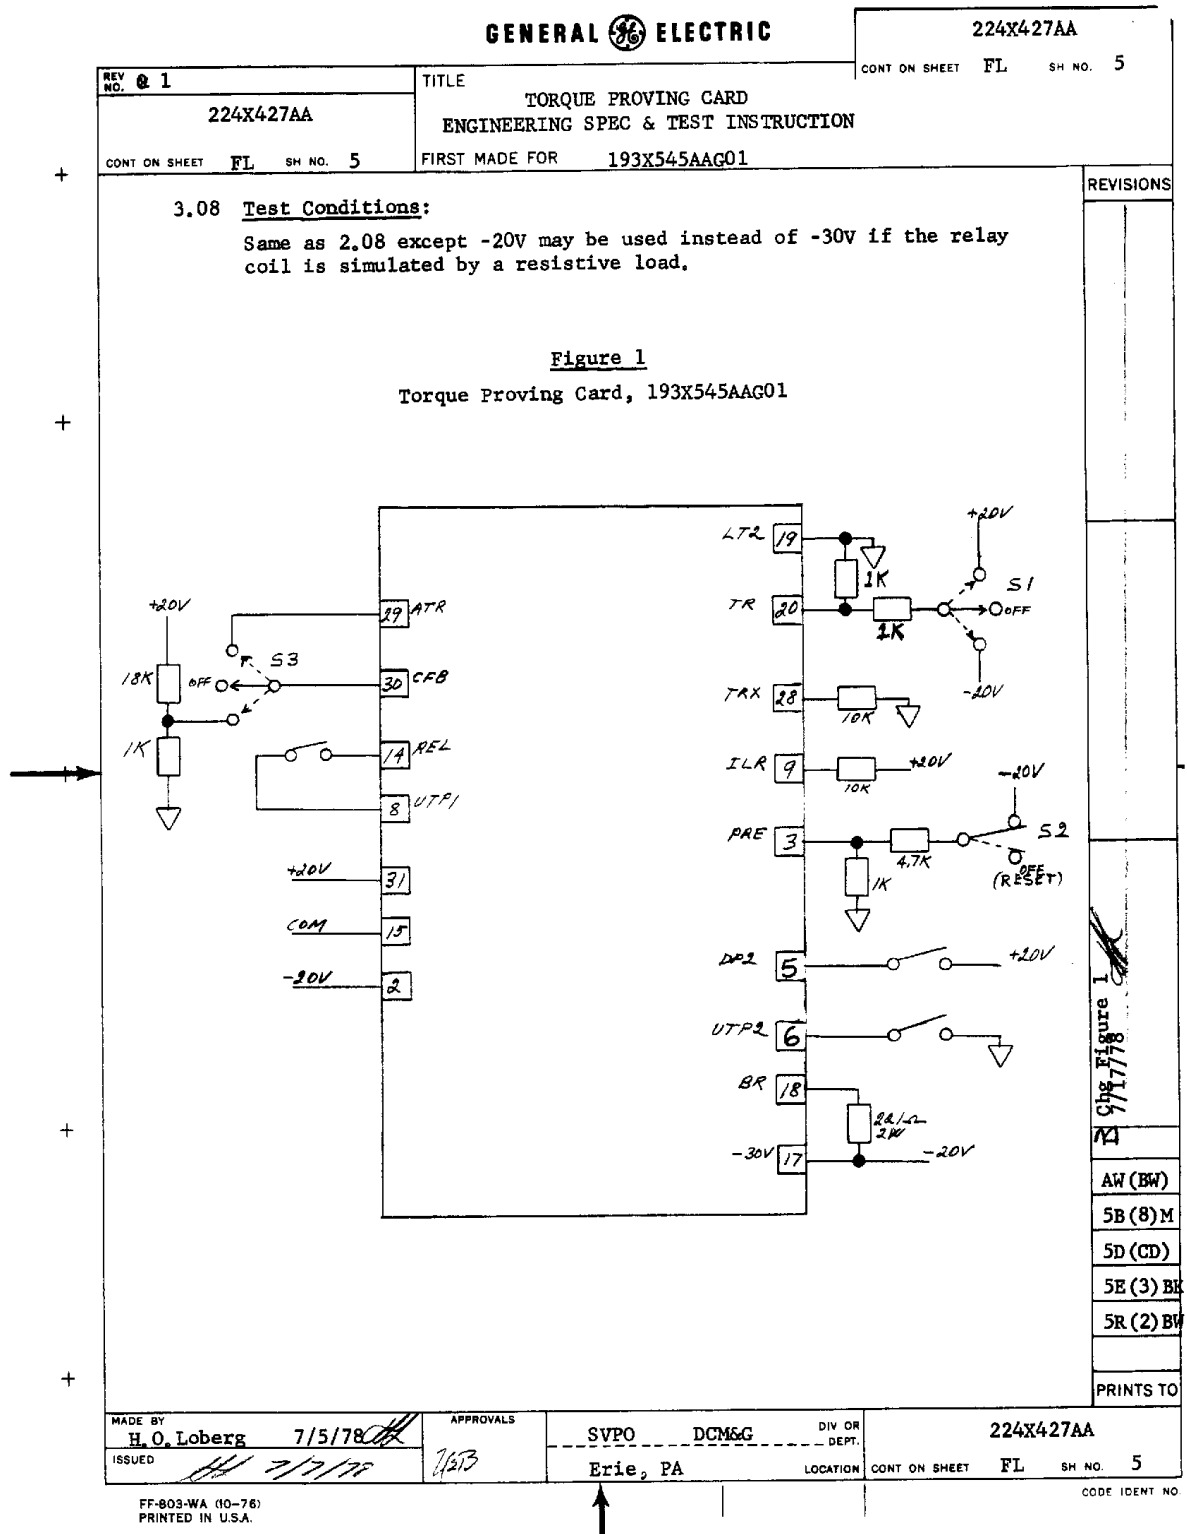 GENERAL ELECTRIC
224X427AA
CONT ON SHEET FL SH NO. 5
REV NO. 1
224X427AA
CONT ON SHEET FL SH NO. 5
TITLE
TORQUE PROVING CARD
ENGINEERING SPEC & TEST INSTRUCTION
FIRST MADE FOR 193X545AAG01
REVISIONS
3.08 Test Conditions:
Same as 2.08 except -20V may be used instead of -30V if the relay
coil is simulated by a resistive load.
Figure 1
Torque Proving Card, 193X545AAG01
LT2 19
1K
+20V
S1
TR 20
1K
OFF
-20V
+20V
29 ATR
S3
18K
OFF
30 CFB
TRX 28
10K
1K
14 REL
ILR 9
10K
+20V
-20V
8 UTP1
PRE 3
4.7K
S2
1K
OFF
(RESET)
+20V
31
COM
15
-20V
2
DP2 5
+20V
UTP2 6
BR 18
221Ω
2W
-30V 17
-20V
B Chg Figure 1
7/17/78
AW(BW)
5B(8)M
5D(CD)
5E(3)BK
5R(2)BW
PRINTS TO
MADE BY
H.O.Loberg 7/5/78
ISSUED
7/7/78
APPROVALS
SVPO DCM&G
DIV OR DEPT.
Erie, PA
LOCATION
224X427AA
CONT ON SHEET FL SH NO. 5
FF-803-WA (10-76)
PRINTED IN U.S.A.
CODE IDENT NO.